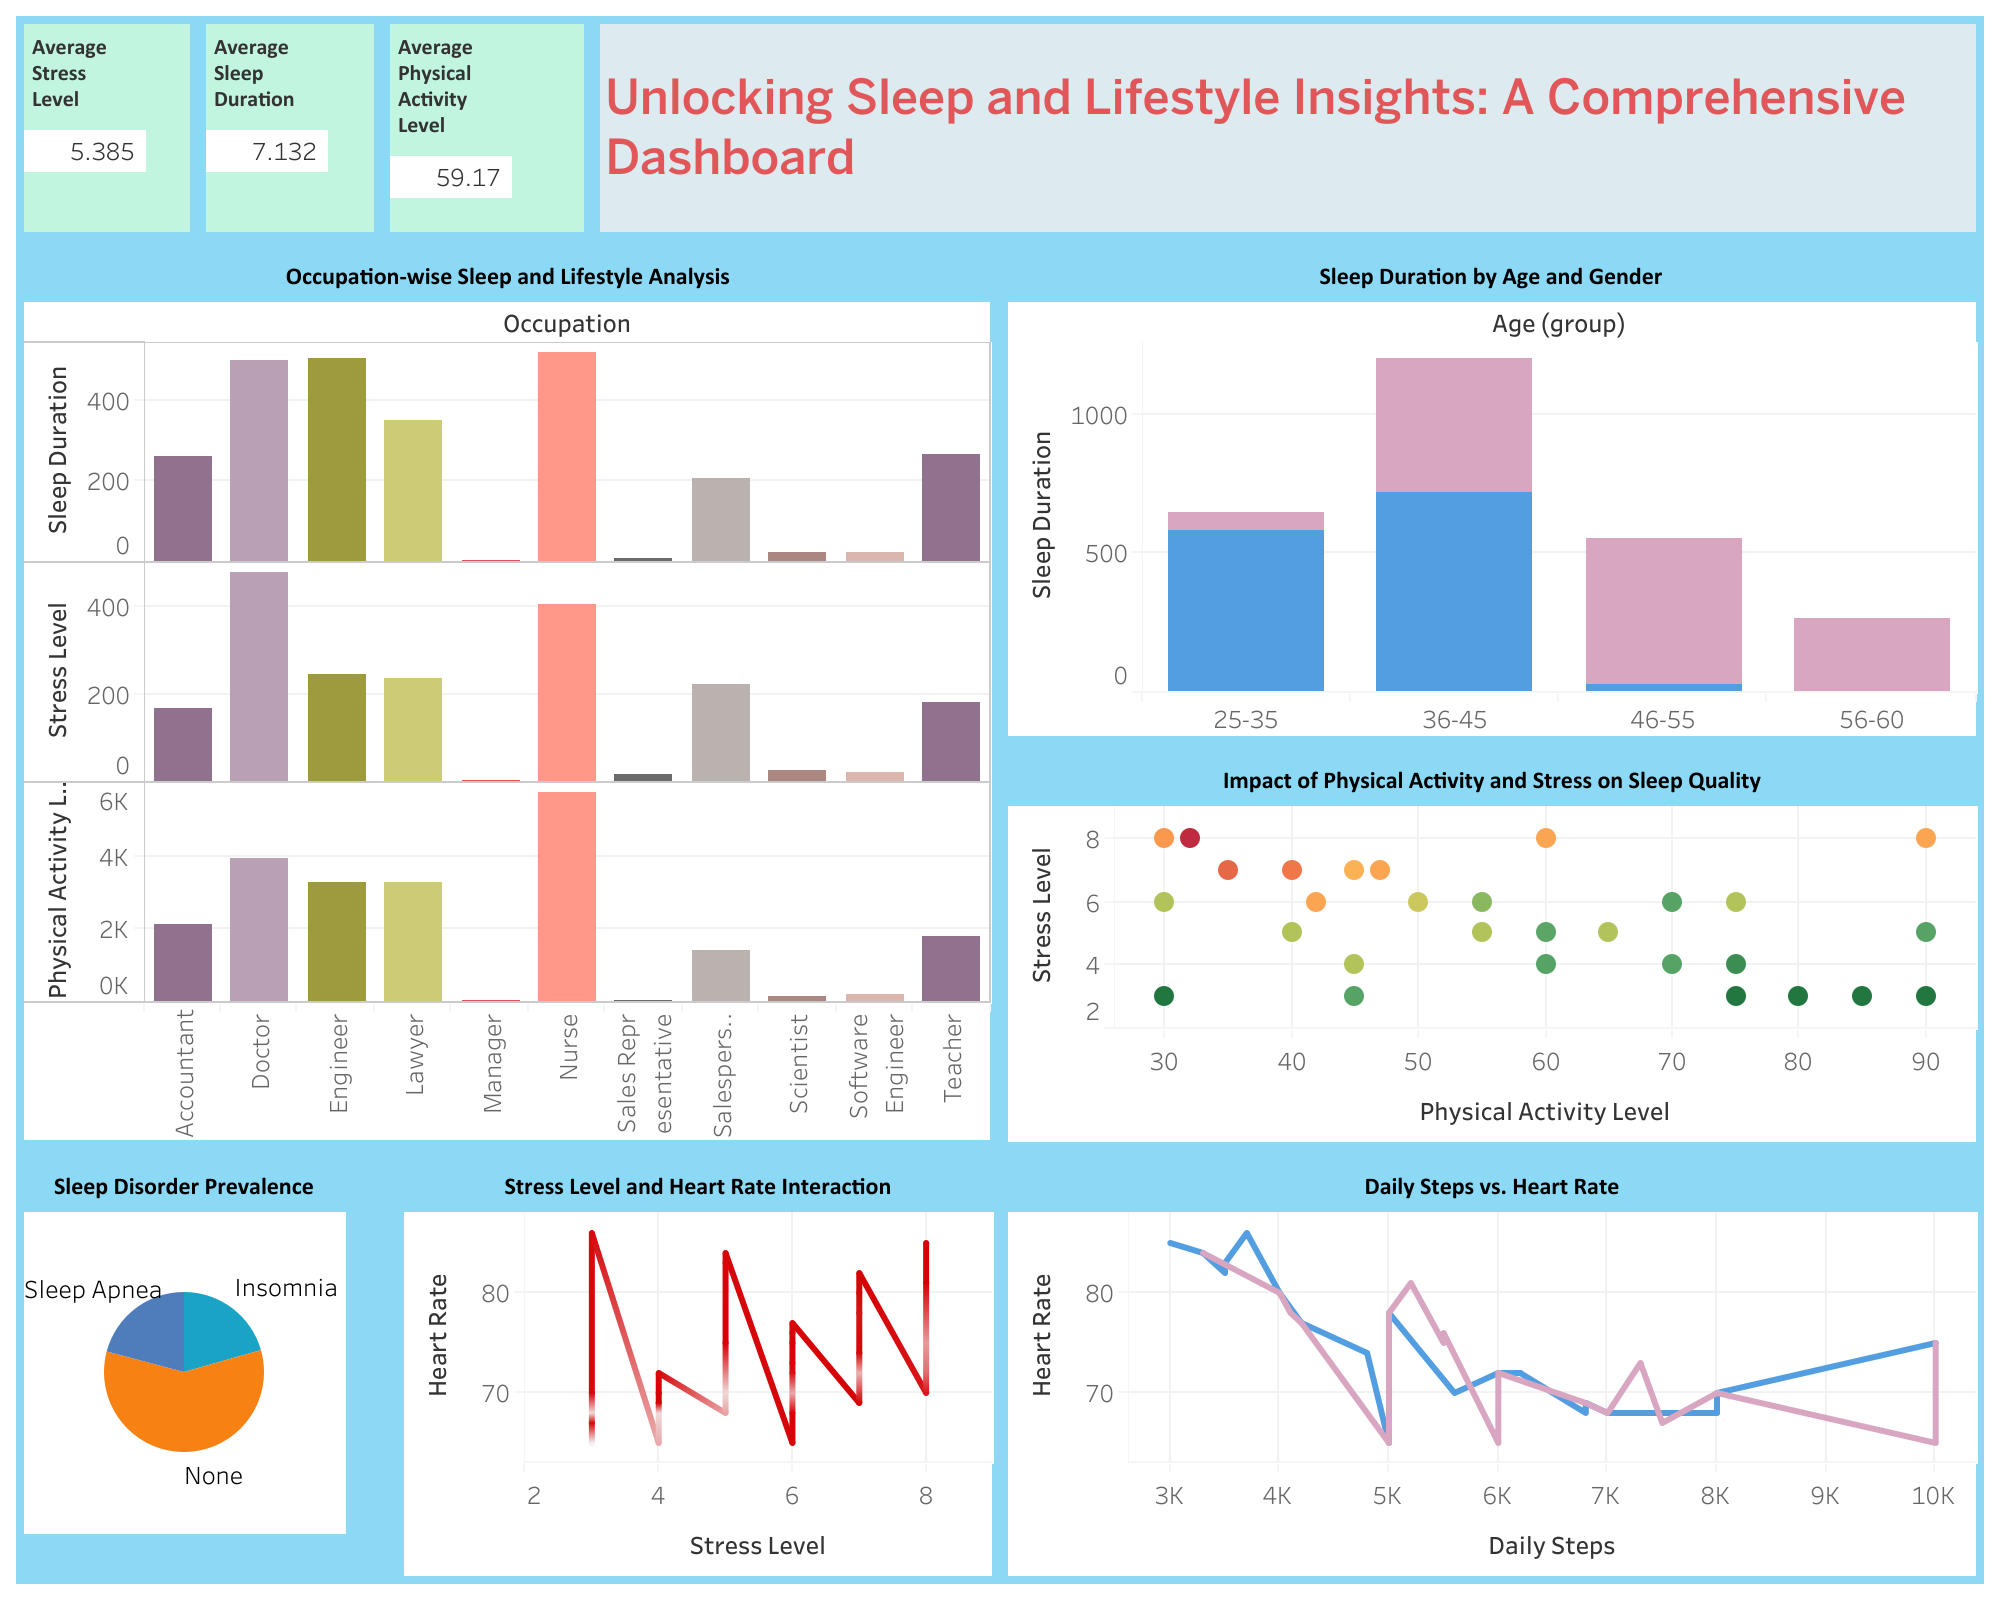 Average
Stress
Level
5.385
Average
Sleep
Duration
7.132
Average
Physical
Activity
Level
59.17
Unlocking Sleep and Lifestyle Insights: A Comprehensive
Dashboard
Occupation-wise Sleep and Lifestyle Analysis
Occupation
Sleep Duration
400
200
0
Stress Level
400
200
0
Physical Activity L..
6K
4K
2K
0K
Accountant
Doctor
Engineer
Lawyer
Manager
Nurse
Sales Repr
esentative
Salespers..
Scientist
Software
Engineer
Teacher
Sleep Duration by Age and Gender
Age (group)
Sleep Duration
1000
500
0
25-35
36-45
46-55
56-60
Impact of Physical Activity and Stress on Sleep Quality
Stress Level
8
6
4
2
30
40
50
60
70
80
90
Physical Activity Level
Sleep Disorder Prevalence
Sleep Apnea
Insomnia
None
Stress Level and Heart Rate Interaction
Heart Rate
80
70
2
4
6
8
Stress Level
Daily Steps vs. Heart Rate
Heart Rate
80
70
3K
4K
5K
6K
7K
8K
9K
10K
Daily Steps